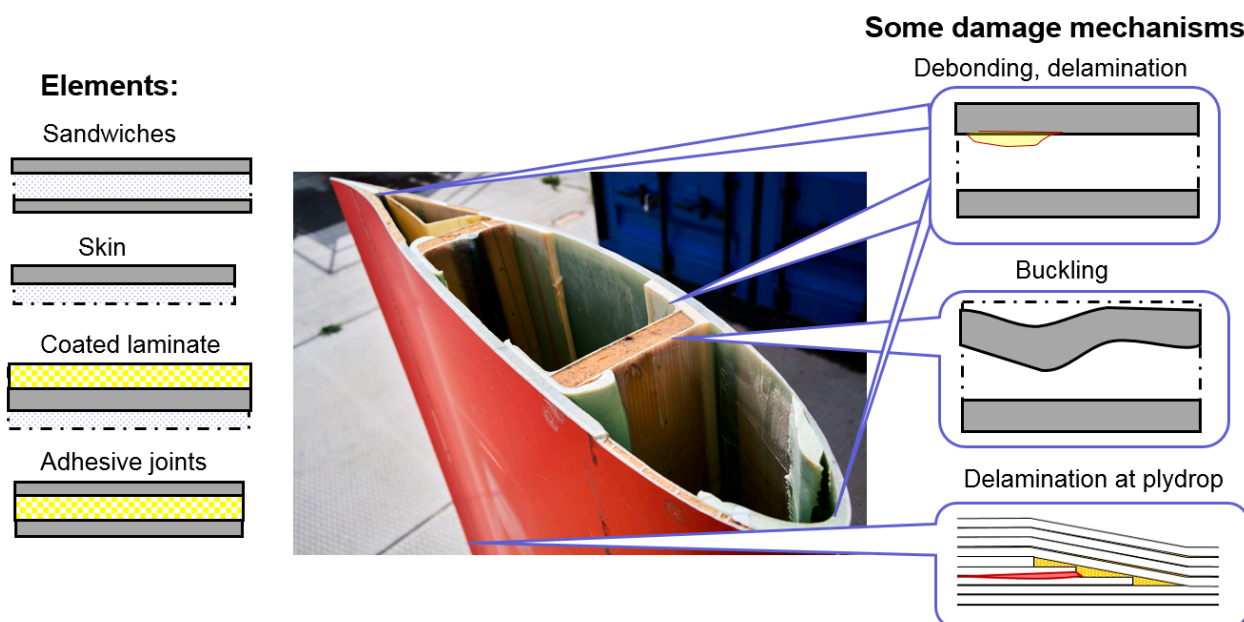 Some damage mechanisms
Elements:
Debonding, delamination
Sandwiches
Skin
Buckling
Coated laminate
Adhesive joints
Delamination at plydrop